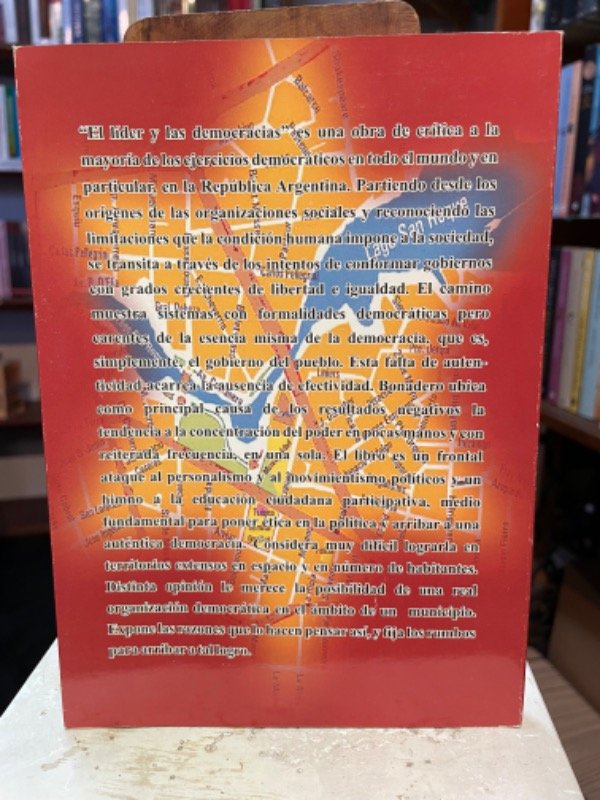 “El líder y las democracias” es una obra de crítica a la
mayoría de los ejercicios democráticos en todo el mundo y en
particular, en la República Argentina. Partiendo desde los
orígenes de las organizaciones sociales y reconociendo las
limitaciones que la condición humana impone a la sociedad,
se transita a través de los intentos de conformar gobiernos
con grados crecientes de libertad e igualdad. El camino
muestra sistemas con formalidades democráticas pero
carentes de la esencia misma de la democracia, que es,
simplemente, el gobierno del pueblo. Esta falta de auten-
ticidad acarrea la ausencia de efectividad. Bonadero ubica
como principal causa de los resultados negativos la
tendencia a la concentración del poder en pocas manos y con
reiterada frecuencia, en una sola. El libro es un frontal
ataque al personalismo y al movimientismo políticos y un
himno a la educación ciudadana participativa, medio
fundamental para poner ética en la política y arribar a una
auténtica democracia. Considera muy difícil lograrla en
territorios extensos en espacio y en número de habitantes.
Distinta opinión le merece la posibilidad de una real
organización democrática en el ámbito de un municipio.
Expone las razones que lo hacen pensar así, y fija los rumbos
para arribar a tal logro.
Lago San Roque
Shakespeare